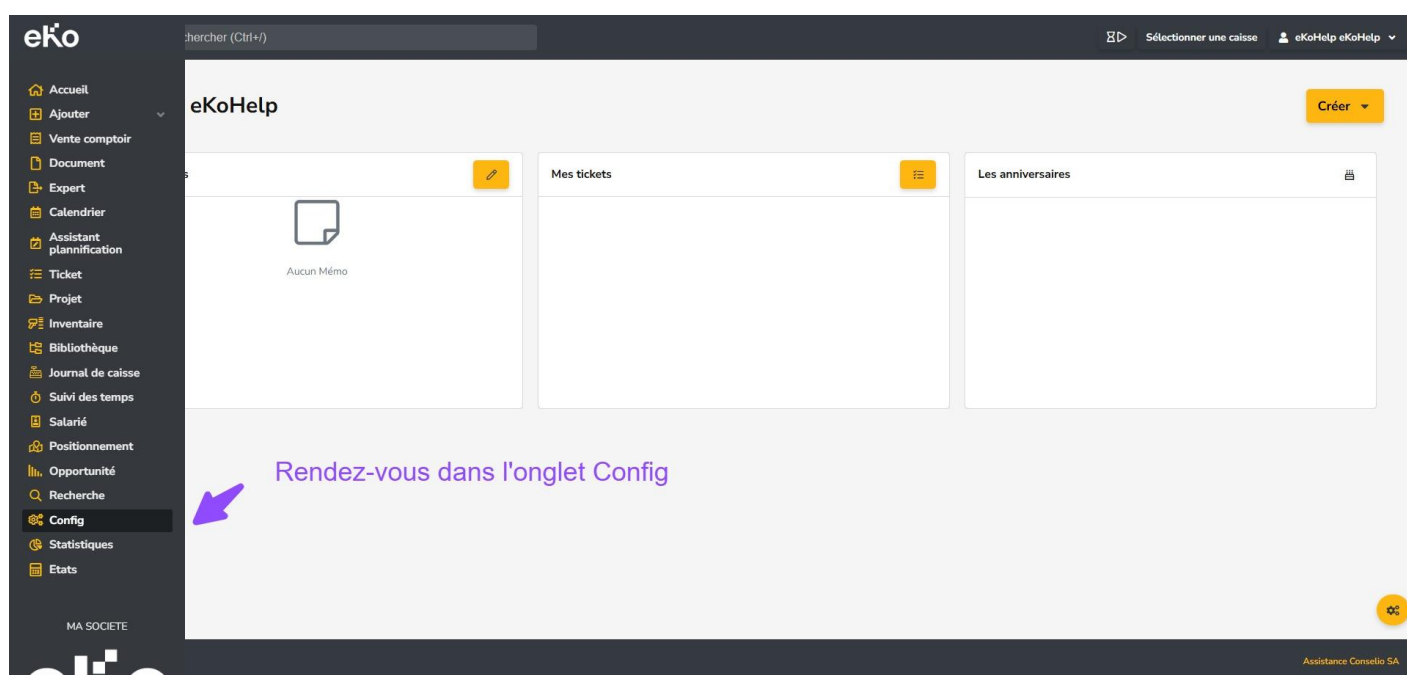 eKo
chercher (Ctrl+/)
Sélectionner une caisse
eKoHelp eKoHelp
Accueil
Ajouter
Vente comptoir
Document
Expert
Calendrier
Assistant
plannification
Ticket
Projet
Inventaire
Bibliothèque
Journal de caisse
Suivi des temps
Salarié
Positionnement
Opportunité
Recherche
Config
Statistiques
Etats
MA SOCIETE
eKoHelp
Créer
s
Mes tickets
Les anniversaires
Aucun Mémo
Rendez-vous dans l'onglet Config
Assistance Conselio SA